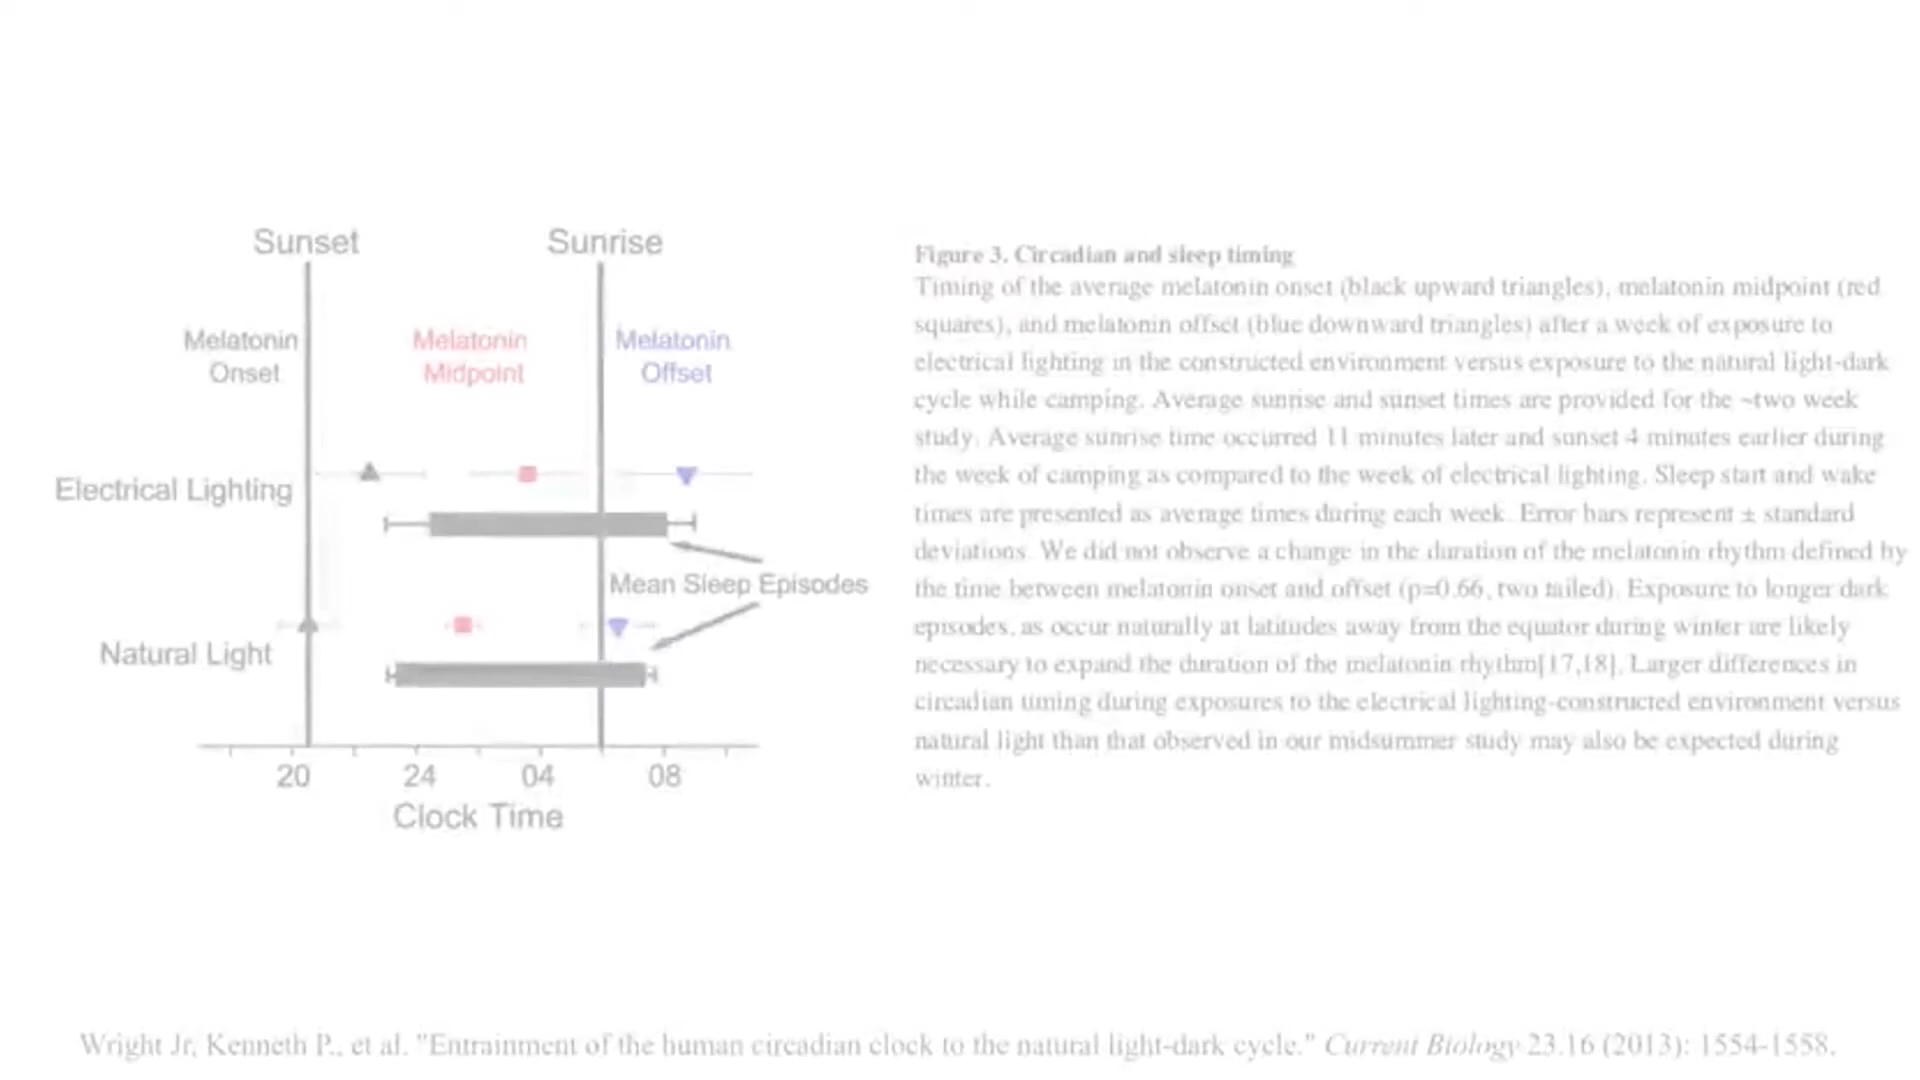 Sunset Sunrise
Melatonin Onset
Melatonin Midpoint
Melatonin Offset
Electrical Lighting
Mean Sleep Episodes
Natural Light
20 24 04 08
Clock Time
Figure 3. Circadian and sleep timing
Timing of the average melatonin onset (black upward triangles), melatonin midpoint (red
squares), and melatonin offset (blue downward triangles) after a week of exposure to
electrical lighting in the constructed environment versus exposure to the natural light-dark
cycle while camping. Average sunrise and sunset times are provided for the ~two week
study. Average sunrise time occurred 11 minutes later and sunset 4 minutes earlier during
the week of camping as compared to the week of electrical lighting. Sleep start and wake
times are presented as average times during each week. Error bars represent ± standard
deviations. We did not observe a change in the duration of the melatonin rhythm defined by
the time between melatonin onset and offset (p=0.66, two tailed). Exposure to longer dark
episodes, as occur naturally at latitudes away from the equator during winter are likely
necessary to expand the duration of the melatonin rhythm[17,18]. Larger differences in
circadian timing during exposures to the electrical lighting-constructed environment versus
natural light than that observed in our midsummer study may also be expected during
winter.
Wright Jr, Kenneth P., et al. "Entrainment of the human circadian clock to the natural light-dark cycle." Current Biology 23.16 (2013): 1554-1558.